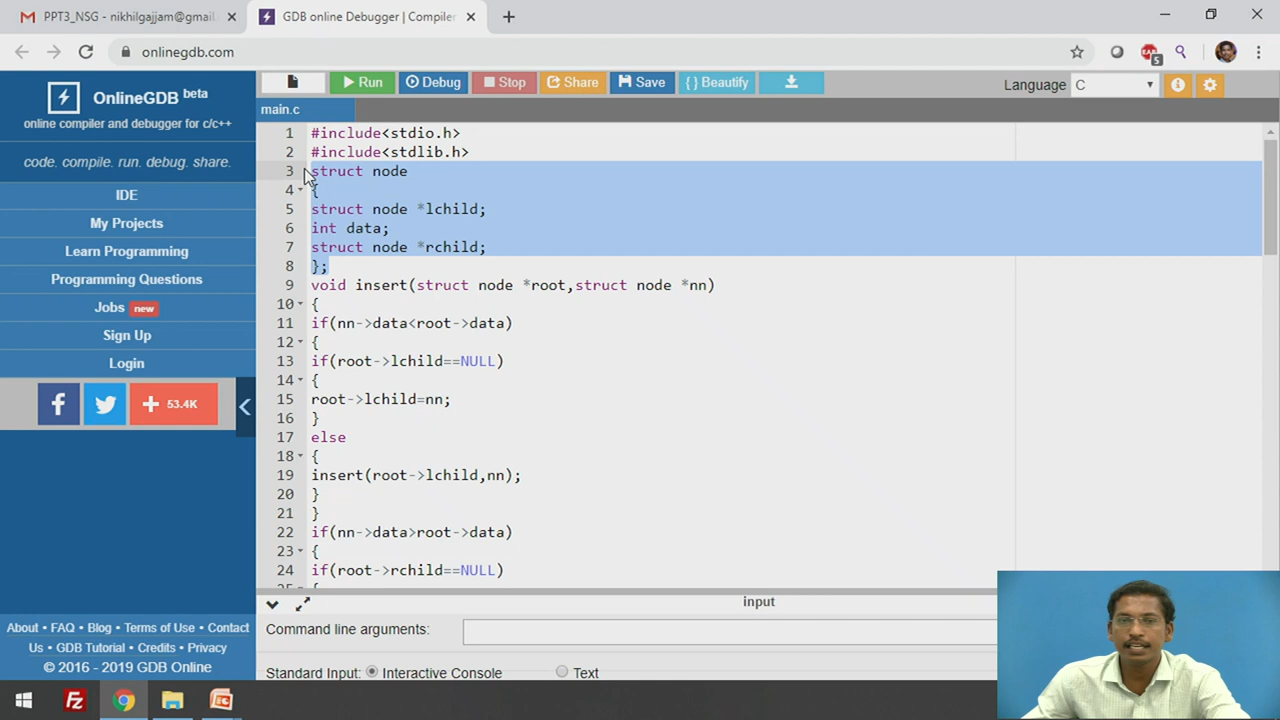 PPT3_NSG - nikhilgajjam@gmail.
GDB online Debugger | Compiler
onlinegdb.com
5
OnlineGDB beta
online compiler and debugger for c/c++
code. compile. run. debug. share.
IDE
My Projects
Learn Programming
Programming Questions
Jobs new
Sign Up
Login
53.4K
About • FAQ • Blog • Terms of Use • Contact
Us • GDB Tutorial • Credits • Privacy
© 2016 - 2019 GDB Online
Run
Debug
Stop
Share
Save
{ } Beautify
Language C
main.c
1 #include<stdio.h>
2 #include<stdlib.h>
3 struct node
4 {
5 struct node *lchild;
6 int data;
7 struct node *rchild;
8 };
9 void insert(struct node *root,struct node *nn)
10 {
11 if(nn->data<root->data)
12 {
13 if(root->lchild==NULL)
14 {
15 root->lchild=nn;
16 }
17 else
18 {
19 insert(root->lchild,nn);
20 }
21 }
22 if(nn->data>root->data)
23 {
24 if(root->rchild==NULL)
input
Command line arguments:
Standard Input: Interactive Console Text